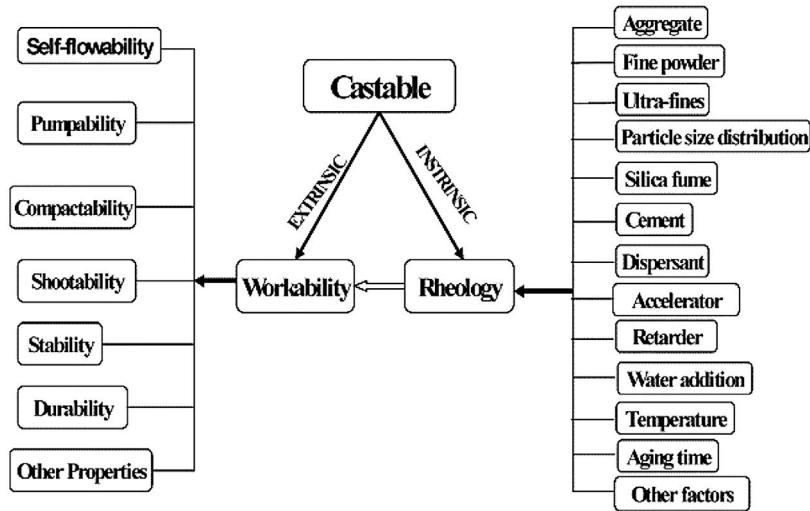 Self-flowability
Pumpability
Compactability
Shootability
Stability
Durability
Other Properties
Castable
EXTRINSIC
INSTRINSIC
Workability
Rheology
Aggregate
Fine powder
Ultra-fines
Particle size distribution
Silica fume
Cement
Dispersant
Accelerator
Retarder
Water addition
Temperature
Aging time
Other factors